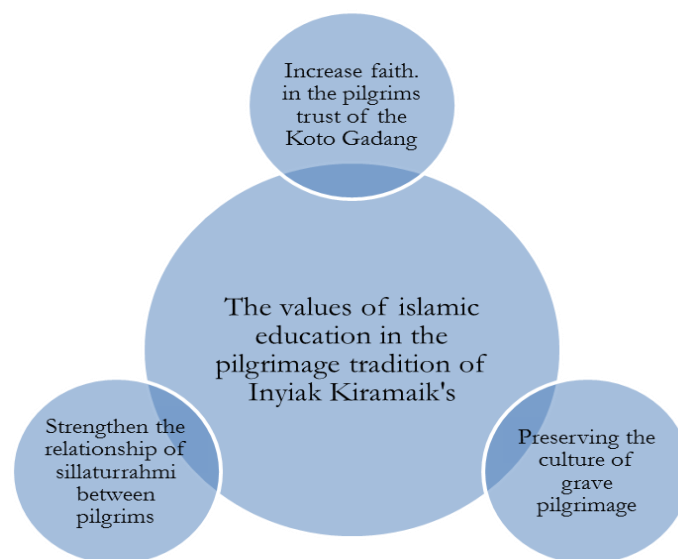 Increase faith.
in the pilgrims
trust of the
Koto Gadang
The values of islamic
education in the
pilgrimage tradition of
Inyiak Kiramaik's
Strengthen the
relationship of
sillaturrahmi
between
pilgrims
Preserving the
culture of
grave
pilgrimage